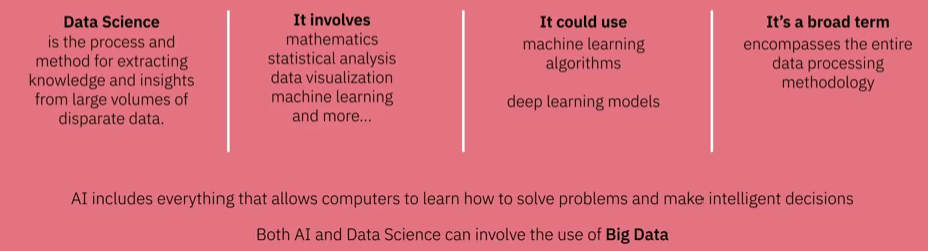 Data Science
is the process and
method for extracting
knowledge and insights
from large volumes of
disparate data.
It involves
mathematics
statistical analysis
data visualization
machine learning
and more...
It could use
machine learning
algorithms
deep learning models
It's a broad term
encompasses the entire
data processing
methodology
AI includes everything that allows computers to learn how to solve problems and make intelligent decisions
Both AI and Data Science can involve the use of Big Data